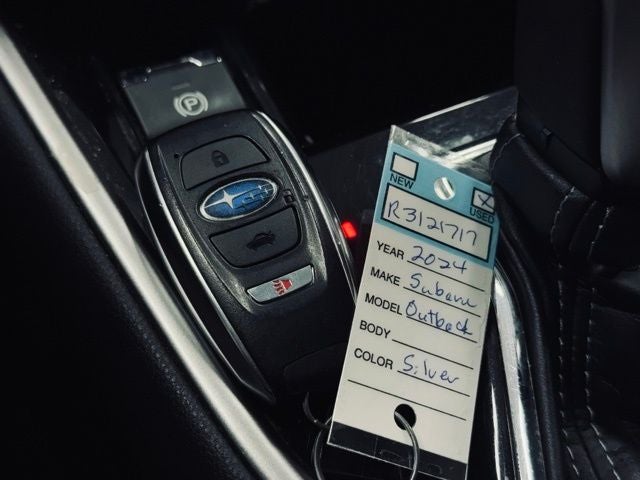 P
NEW
USED
R3121717
YEAR 2024
MAKE Subaru
MODEL Outback
BODY
COLOR Silver